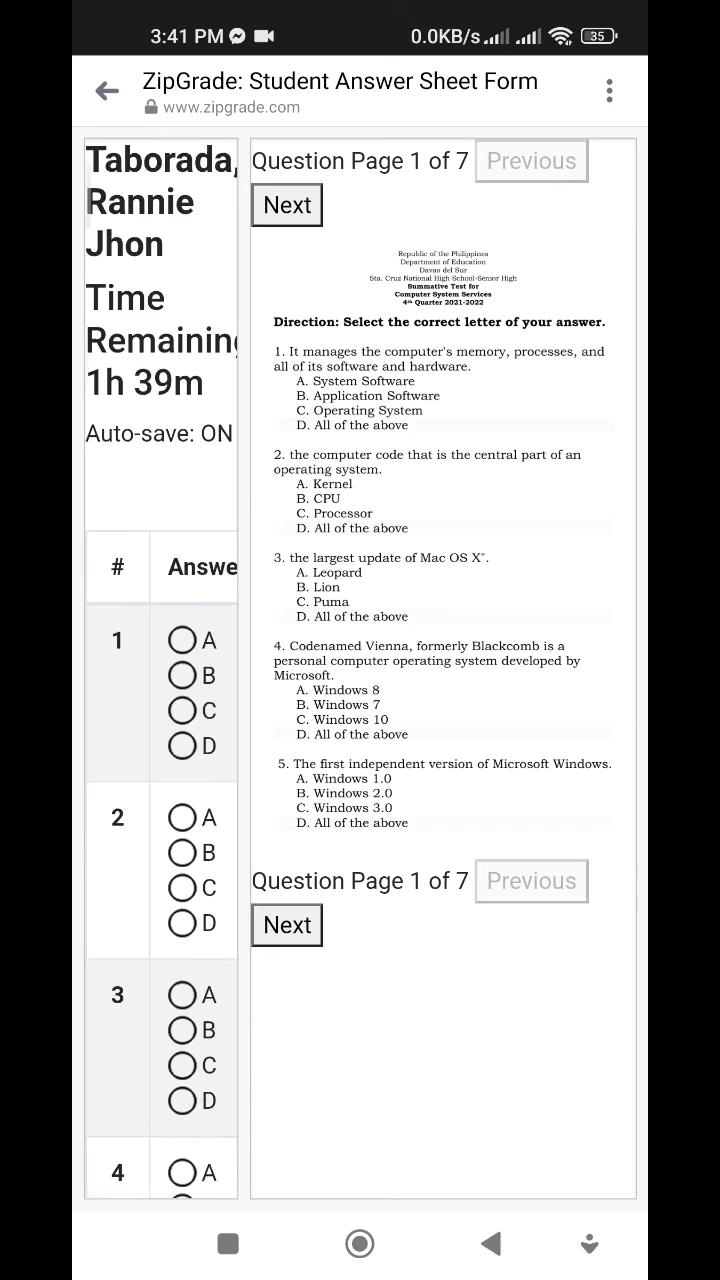 3:41 PM
0.0KB/s
35
ZipGrade: Student Answer Sheet Form
www.zipgrade.com
Taborada,
Rannie
Jhon
Time
Remaining
1h 39m
Auto-save: ON
# Answe
1 A
B
C
D
2 A
B
C
D
3 A
B
C
D
4 A
Question Page 1 of 7 Previous
Next
Republic of the Philippines
Department of Education
Davao del Sur
Sta. Cruz National High School-Senior High
Summative Test for
Computer System Services
4th Quarter 2021-2022
Direction: Select the correct letter of your answer.
1. It manages the computer's memory, processes, and
all of its software and hardware.
A. System Software
B. Application Software
C. Operating System
D. All of the above
2. the computer code that is the central part of an
operating system.
A. Kernel
B. CPU
C. Processor
D. All of the above
3. the largest update of Mac OS X".
A. Leopard
B. Lion
C. Puma
D. All of the above
4. Codenamed Vienna, formerly Blackcomb is a
personal computer operating system developed by
Microsoft.
A. Windows 8
B. Windows 7
C. Windows 10
D. All of the above
5. The first independent version of Microsoft Windows.
A. Windows 1.0
B. Windows 2.0
C. Windows 3.0
D. All of the above
Question Page 1 of 7 Previous
Next